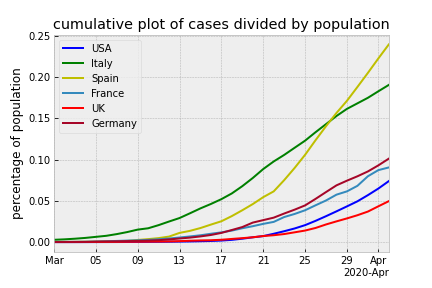 cumulative plot of cases divided by population
percentage of population
0.25
0.20
0.15
0.10
0.05
0.00
USA
Italy
Spain
France
UK
Germany
Mar 05 09 13 17 21 25 29 Apr
2020-Apr